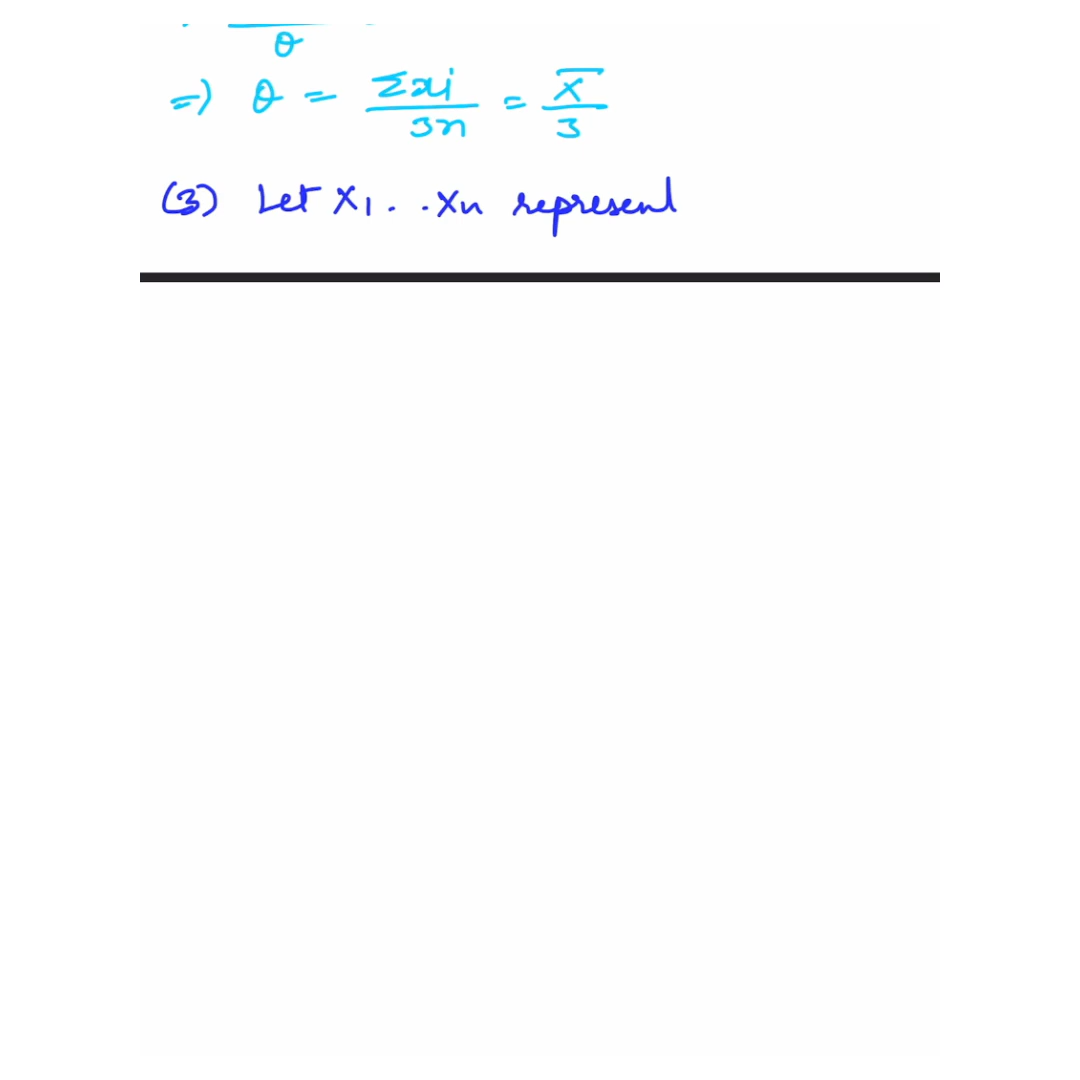 θ
=) θ = Σxi / 3n = x̄ / 3
(3) Let X1 . . Xn represent